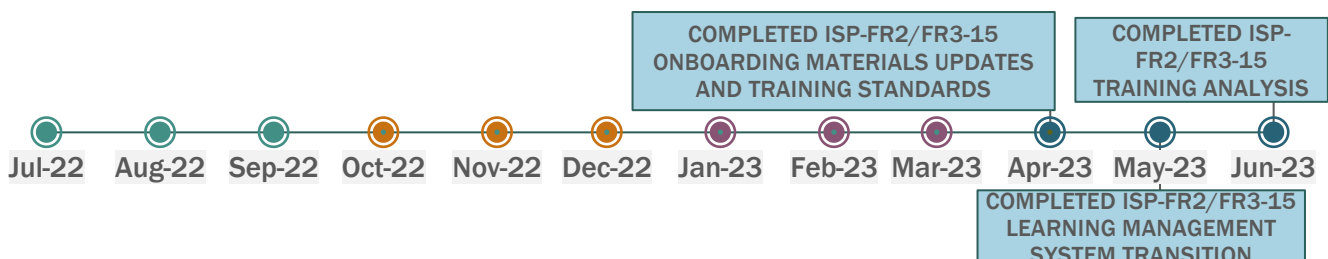 COMPLETED ISP-FR2/FR3-15
ONBOARDING MATERIALS UPDATES
AND TRAINING STANDARDS
COMPLETED ISP-
FR2/FR3-15
TRAINING ANALYSIS
Jul-22 Aug-22 Sep-22 Oct-22 Nov-22 Dec-22 Jan-23 Feb-23 Mar-23 Apr-23 May-23 Jun-23
COMPLETED ISP-FR2/FR3-15
LEARNING MANAGEMENT
SYSTEM TRANSITION